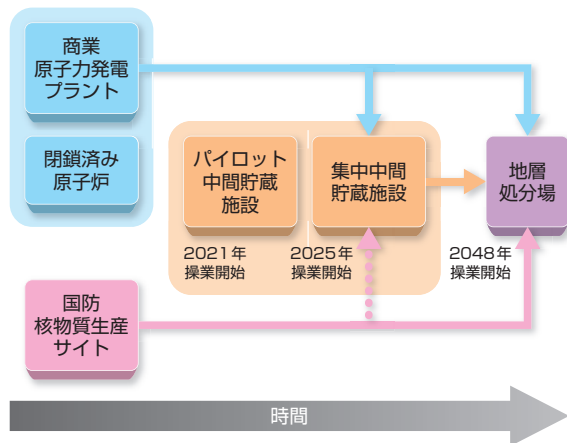 商業
原子力発電
プラント
閉鎖済み
原子炉
パイロット
中間貯蔵
施設
集中中間
貯蔵施設
地層
処分場
2021年
操業開始
2025年
操業開始
2048年
操業開始
国防
核物質生産
サイト
時間